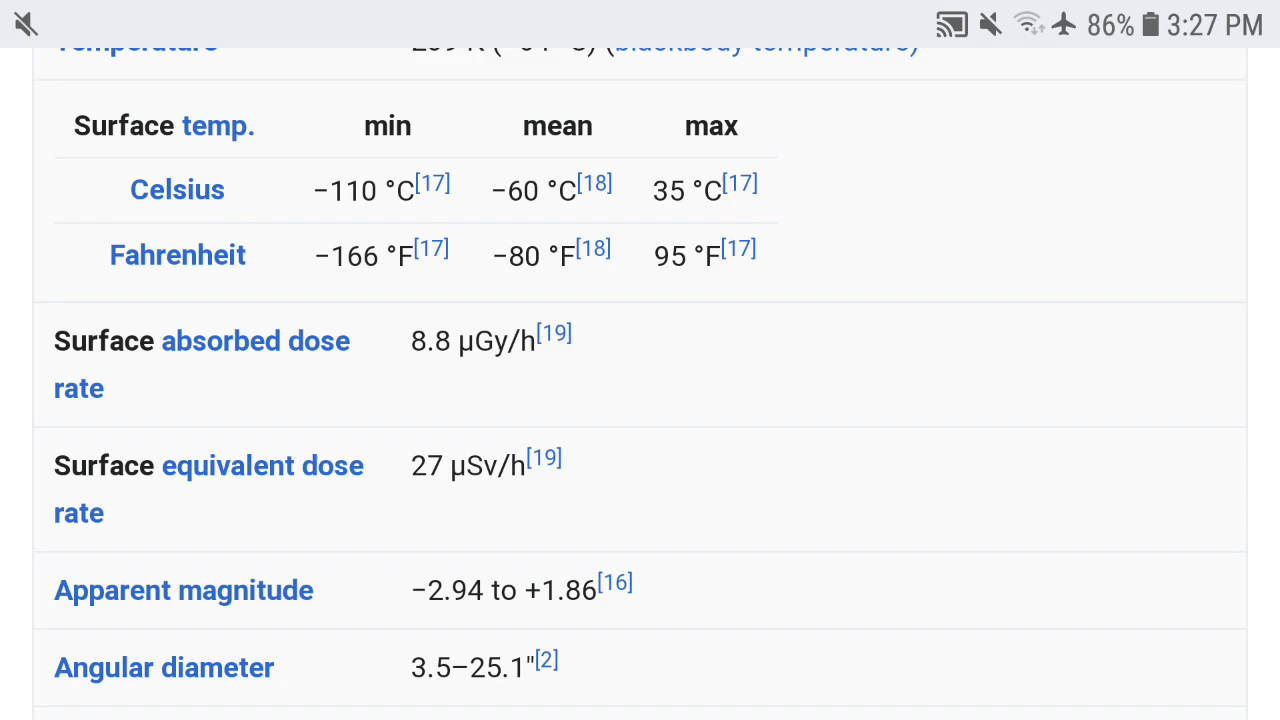 86% 3:27 PM
Surface temp. min mean max
Celsius −110 °C[17] −60 °C[18] 35 °C[17]
Fahrenheit −166 °F[17] −80 °F[18] 95 °F[17]
Surface absorbed dose 8.8 μGy/h[19]
rate
Surface equivalent dose 27 μSv/h[19]
rate
Apparent magnitude −2.94 to +1.86[16]
Angular diameter 3.5–25.1"[2]